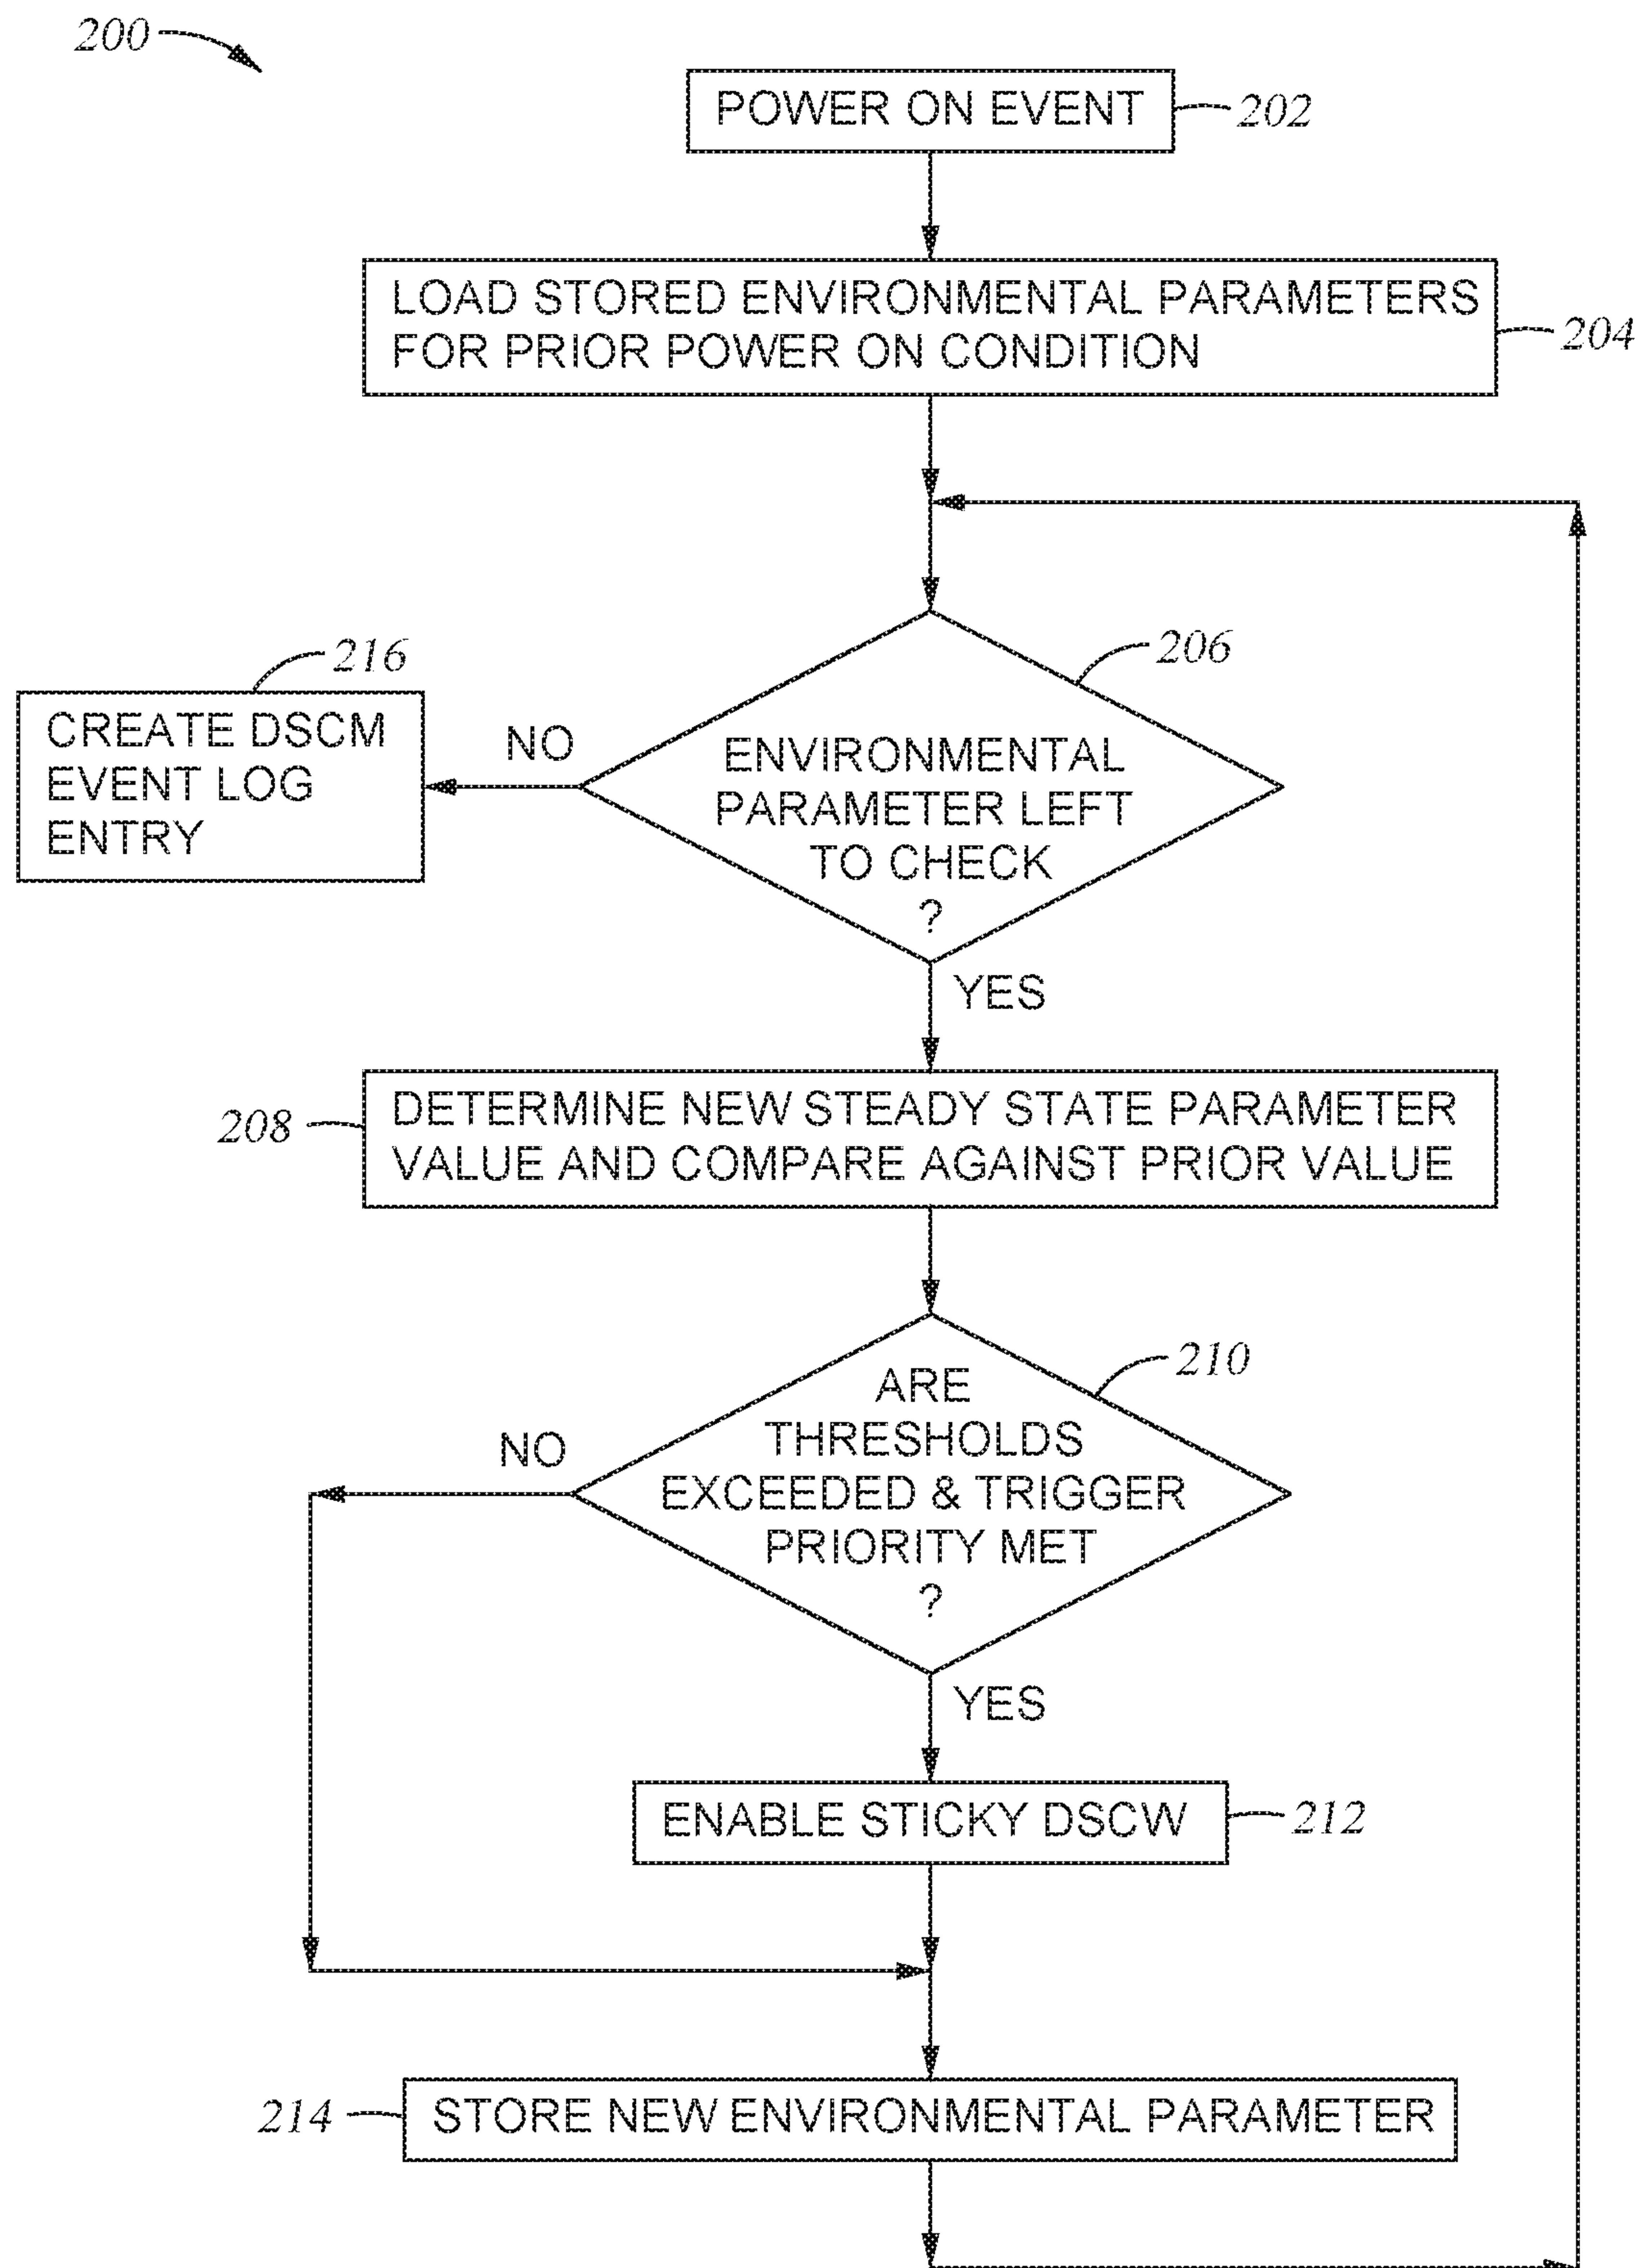 200
POWER ON EVENT
202
LOAD STORED ENVIRONMENTAL PARAMETERS
FOR PRIOR POWER ON CONDITION
204
216
206
CREATE DSCM
EVENT LOG
ENTRY
NO
ENVIRONMENTAL
PARAMETER LEFT
TO CHECK
?
YES
208
DETERMINE NEW STEADY STATE PARAMETER
VALUE AND COMPARE AGAINST PRIOR VALUE
210
ARE
THRESHOLDS
EXCEEDED & TRIGGER
PRIORITY MET
?
NO
YES
ENABLE STICKY DSCW
212
214
STORE NEW ENVIRONMENTAL PARAMETER